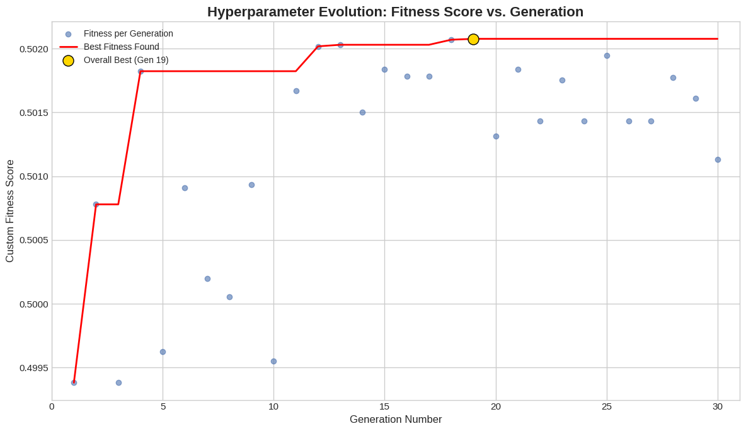 Hyperparameter Evolution: Fitness Score vs. Generation
Fitness per Generation
Best Fitness Found
Overall Best (Gen 19)
Custom Fitness Score
0.5020
0.5015
0.5010
0.5005
0.5000
0.4995
0 5 10 15 20 25 30
Generation Number